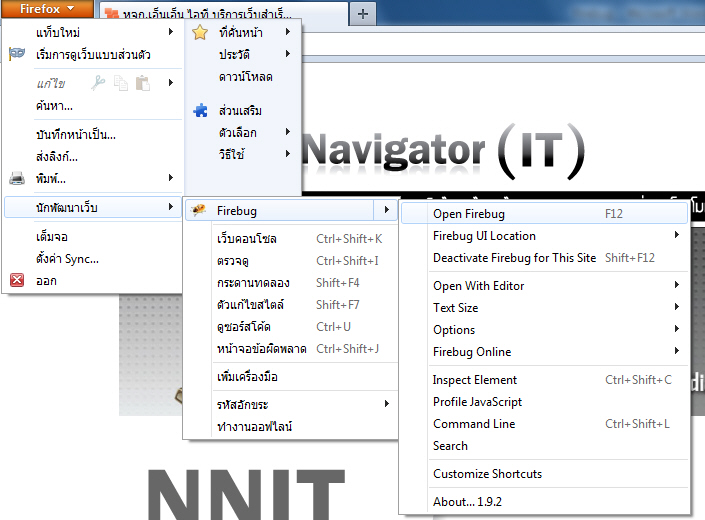 Firefox
หจก.เอ็นเอ็น ไอที บริการเว็บสำเร็...
แท็บใหม่
เริ่มการดูเว็บแบบส่วนตัว
แก้ไข
ค้นหา...
บันทึกหน้าเป็น...
ส่งลิงก์...
พิมพ์...
นักพัฒนาเว็บ
เต็มจอ
ตั้งค่า Sync...
ออก
ที่คั่นหน้า
ประวัติ
ดาวน์โหลด
ส่วนเสริม
ตัวเลือก
วิธีใช้
Navigator (IT)
Firebug
เว็บคอนโซล Ctrl+Shift+K
ตรวจดู Ctrl+Shift+I
กระดานทดลอง Shift+F4
ตัวแก้ไขสไตล์ Shift+F7
ดูซอร์สโค้ด Ctrl+U
หน้าจอข้อผิดพลาด Ctrl+Shift+J
เพิ่มเครื่องมือ
รหัสอักขระ
ทำงานออฟไลน์
Open Firebug F12
Firebug UI Location
Deactivate Firebug for This Site Shift+F12
Open With Editor
Text Size
Options
Firebug Online
Inspect Element Ctrl+Shift+C
Profile JavaScript
Command Line Ctrl+Shift+L
Search
Customize Shortcuts
About... 1.9.2
NNIT